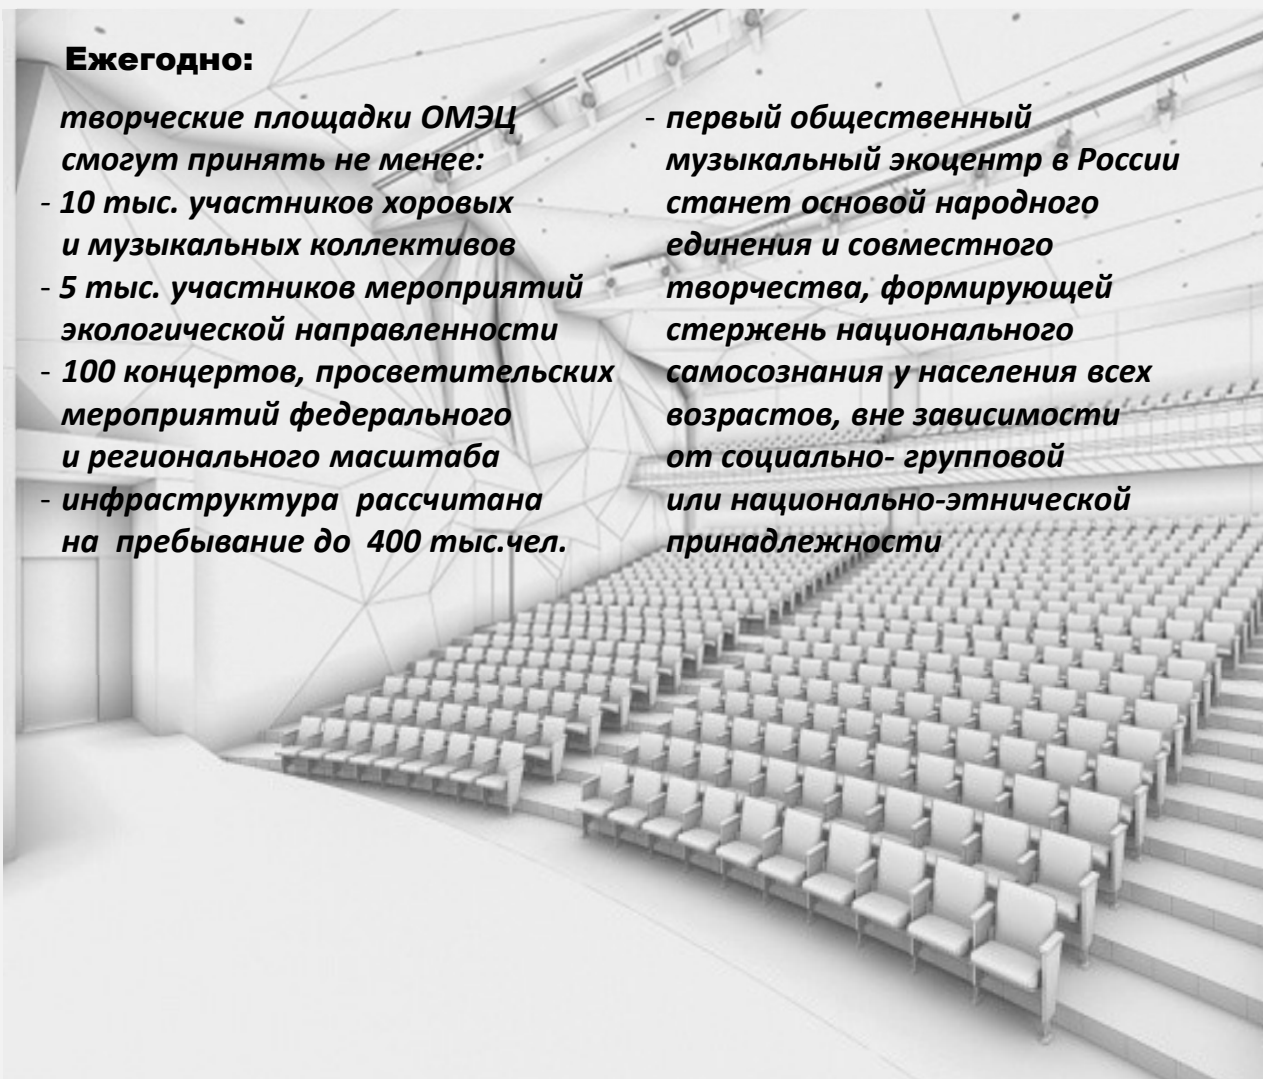 Ежегодно:
творческие площадки ОМЭЦ
смогут принять не менее:
- 10 тыс. участников хоровых
и музыкальных коллективов
- 5 тыс. участников мероприятий
экологической направленности
- 100 концертов, просветительских
мероприятий федерального
и регионального масштаба
- инфраструктура  рассчитана
на  пребывание до  400 тыс.чел.
- первый общественный
музыкальный экоцентр в России
станет основой народного
единения и совместного
творчества, формирующей
стержень национального
самосознания у населения всех
возрастов, вне зависимости
от социально- групповой
или национально-этнической
принадлежности